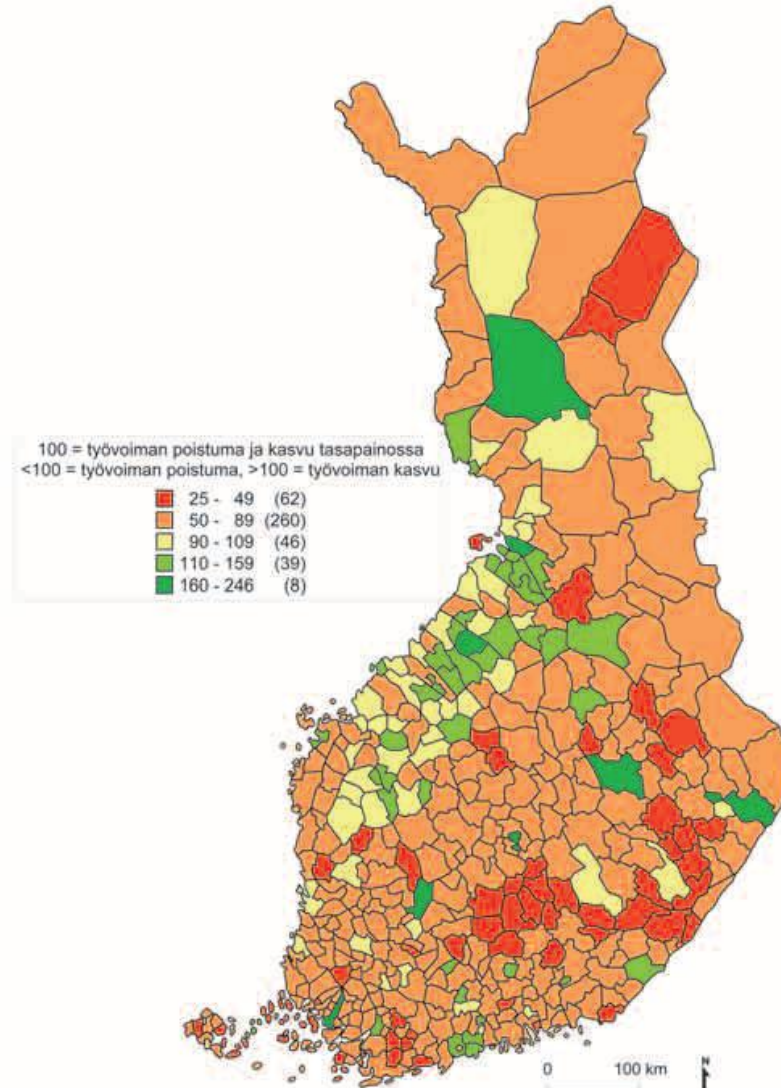 100 = työvoiman poistuma ja kasvu tasapainossa
<100 = työvoiman poistuma, >100 = työvoiman kasvu
25 - 49 (62)
50 - 89 (260)
90 - 109 (46)
110 - 159 (39)
160 - 246 (8)
0 100 km
N